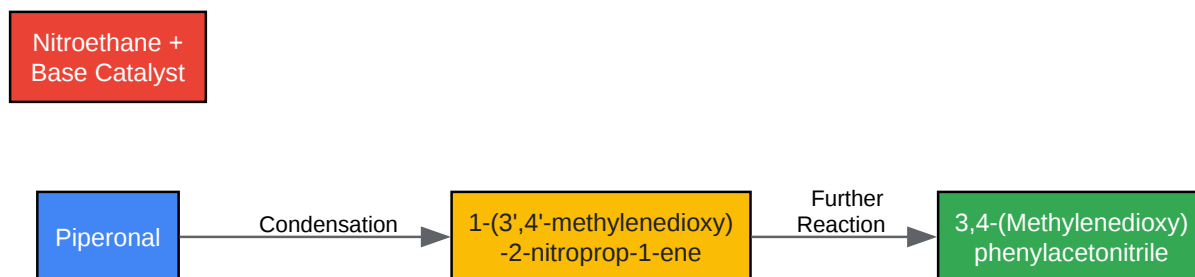 Nitroethane +
Base Catalyst
Piperonal
Condensation
1-(3',4'-methylenedioxy)
-2-nitroprop-1-ene
Further
Reaction
3,4-(Methylenedioxy)
phenylacetonitrile